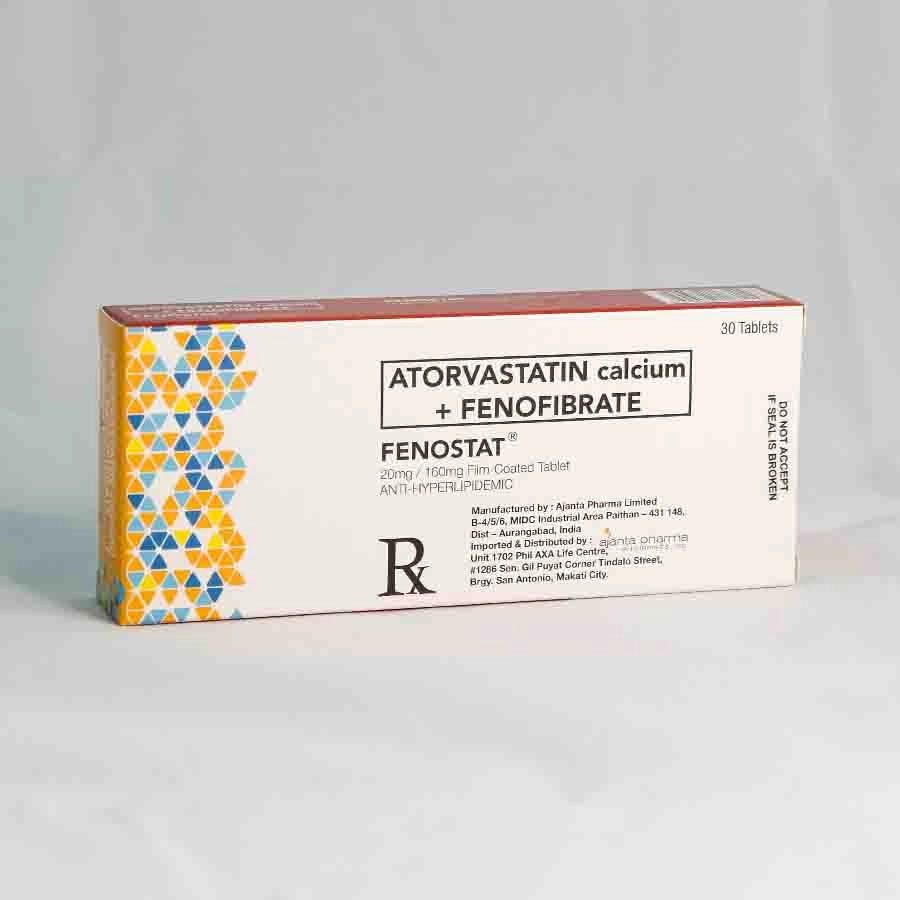 30 Tablets
ATORVASTATIN calcium
+ FENOFIBRATE
FENOSTAT®
20mg / 160mg Film-Coated Tablet
ANTI-HYPERLIPIDEMIC
Manufactured by : Ajanta Pharma Limited
B-4/5/6, MIDC Industrial Area Paithan – 431 148,
Dist – Aurangabad, India
Imported & Distributed by : ajanta pharma
Unit 1702 Phil AXA Life Centre,
#1286 Sen. Gil Puyat Corner Tindalo Street,
Brgy. San Antonio, Makati City.
Rx
DO NOT ACCEPT
IF SEAL IS BROKEN